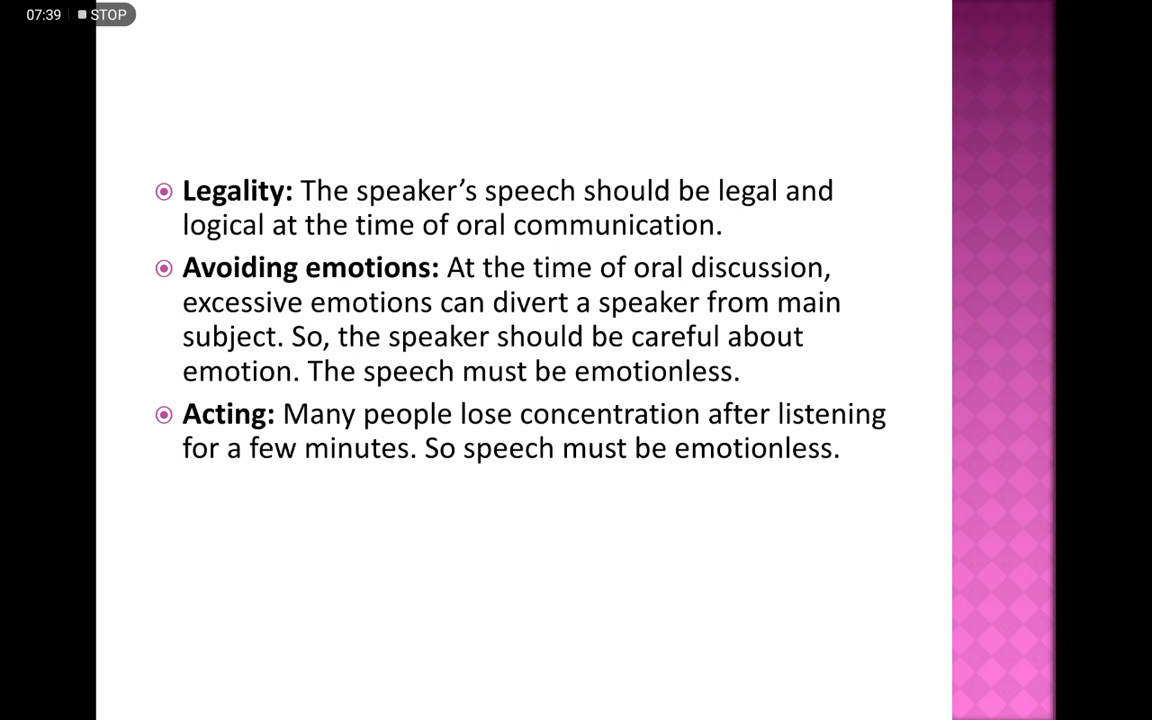 07:39 STOP
Legality: The speaker’s speech should be legal and
logical at the time of oral communication.
Avoiding emotions: At the time of oral discussion,
excessive emotions can divert a speaker from main
subject. So, the speaker should be careful about
emotion. The speech must be emotionless.
Acting: Many people lose concentration after listening
for a few minutes. So speech must be emotionless.